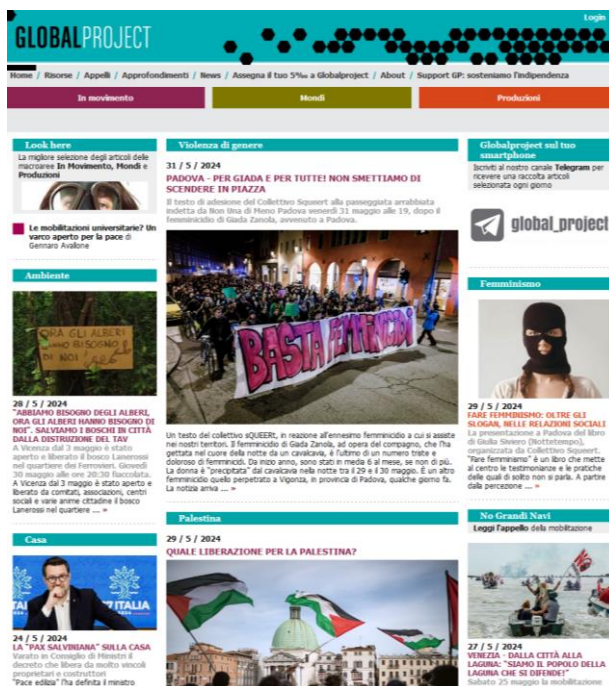 Login
GLOBALPROJECT
Home / Risorse / Appelli / Approfondimenti / News / Assegna il tuo 5‰ a Globalproject / About / Support GP: sosteniamo l'indipendenza
In movimento
Mondi
Produzioni
Look here
La migliore selezione degli articoli delle
macroaree In Movimento, Mondi e
Produzioni
Le mobilitazioni universitarie? Un
varco aperto per la pace di
Gennaro Avallone
Ambiente
ORA GLI ALBERI
HANNO BISOGNO
DI NOI!
28 / 5 / 2024
"ABBIAMO BISOGNO DEGLI ALBERI,
ORA GLI ALBERI HANNO BISOGNO DI
NOI". SALVIAMO I BOSCHI IN CITTÀ
DALLA DISTRUZIONE DEL TAV
A Vicenza dal 3 maggio è stato
aperto e liberato il bosco Lanerossi
nel quartiere dei Ferrovieri. Giovedì
30 maggio alle ore 20:30 fiaccolata.
A Vicenza dal 3 maggio è stato aperto e
liberato da comitati, associazioni, centri
sociali e varie anime cittadine il bosco
Lanerossi nel quartiere ... »
Casa
7 ITALIA
24 / 5 / 2024
LA "PAX SALVINIANA" SULLA CASA
Varato in Consiglio di Ministri il
decreto che libera da molto vincoli
proprietari e costruttori
"Pace edilizia" l'ha definita il ministro
Violenza di genere
31 / 5 / 2024
PADOVA - PER GIADA E PER TUTTE! NON SMETTIAMO DI
SCENDERE IN PIAZZA
Il testo di adesione del Collettivo Squeert alla passeggiata arrabbiata
indetta da Non Una di Meno Padova venerdì 31 maggio alle 19, dopo il
femminicidio di Giada Zanola, avvenuto a Padova.
BASTA FEMMINICIDI
Un testo del collettivo sQUEERt, in reazione all'ennesimo femminicidio a cui si assiste
nei nostri territori. Il femminicidio di Giada Zanola, ad opera del compagno, che l'ha
gettata nel cuore della notte da un cavalcavia, è l'ultimo di un numero triste e
doloroso di femminicidi. Da inizio anno, sono stati in media 6 al mese, se non di più.
La donna è "precipitata" dal cavalcavia nella notte tra il 29 e il 30 maggio. È un altro
femminicidio quello perpetrato a Vigonza, in provincia di Padova, qualche giorno fa.
La notizia arriva ... »
Palestina
29 / 5 / 2024
QUALE LIBERAZIONE PER LA PALESTINA?
Globalproject sul tuo
smartphone
Iscriviti al nostro canale Telegram per
ricevere una raccolta articoli
selezionata ogni giorno
global_project
Femminismo
29 / 5 / 2024
FARE FEMMINISMO: OLTRE GLI
SLOGAN, NELLE RELAZIONI SOCIALI
La presentazione a Padova del libro
di Giulia Siviero (Nottetempo),
organizzata da Collettivo Squeert.
"Fare femminismo" è un libro che mette
al centro le testimonianze e le pratiche
delle quali di solito non si parla. A partire
dalla percezione ... »
No Grandi Navi
Leggi l'appello della mobilitazione
27 / 5 / 2024
VENEZIA - DALLA CITTÀ ALLA
LAGUNA: "SIAMO IL POPOLO DELLA
LAGUNA CHE SI DIFENDE!"
Sabato 25 maggio la mobilitazione